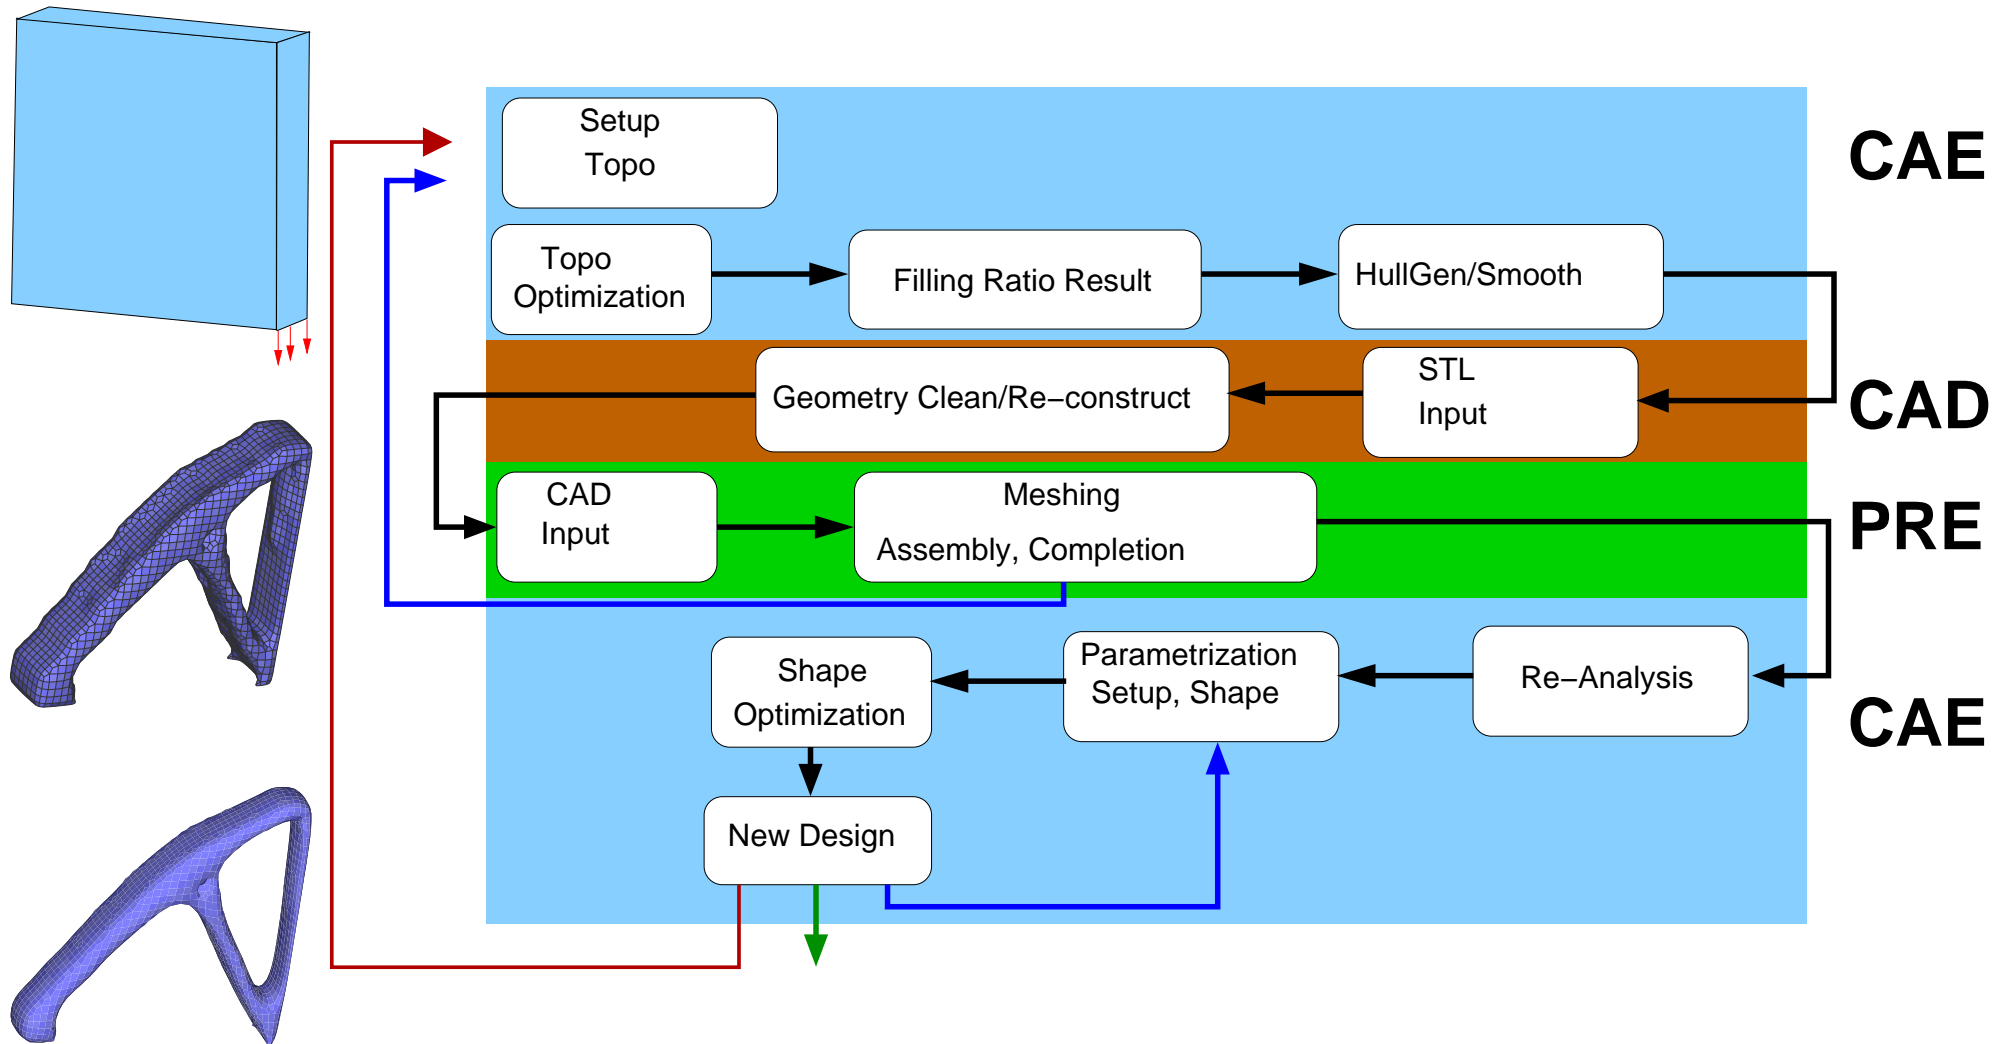 Setup
Topo
CAE
Topo
Optimization
Filling Ratio Result
HullGen/Smooth
Geometry Clean/Re−construct
STL
Input
CAD
CAD
Input
Meshing
Assembly, Completion
PRE
Shape
Optimization
Parametrization
Setup, Shape
Re−Analysis
CAE
New Design